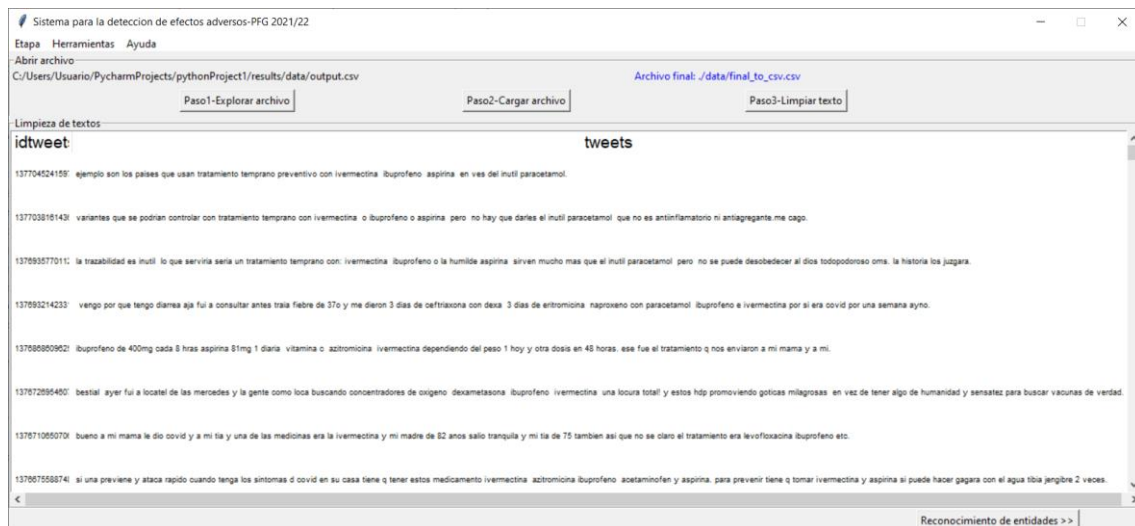 Sistema para la deteccion de efectos adversos-PFG 2021/22
Etapa Herramientas Ayuda
Abrir archivo
C:/Users/Usuario/PycharmProjects/pythonProject1/results/data/output.csv Archivo final: ./data/final_to_csv.csv
Paso1-Explorar archivo Paso2-Cargar archivo Paso3-Limpiar texto
Limpieza de textos
idtweet tweets
ejemplo son los paises que usan tratamiento temprano preventivo con ivermectina ibuprofeno aspirina en ves del inutil paracetamol.
variantes que se podrian controlar con tratamiento temprano con ivermectina o ibuprofeno o aspirina pero no hay que darles el inutil paracetamol que no es antiinflamatorio ni antiagregante.me cago.
la trazabilidad es inutil lo que serviria seria un tratamiento temprano con: ivermectina ibuprofeno o la humilde aspirina sirven mucho mas que el inutil paracetamol pero no se puede desobedecer al dios todopodoroso oms. la historia los juzgara.
vengo por que tengo diarrea aja fui a consultar antes traia fiebre de 37o y me dieron 3 dias de ceftriaxona con dexa 3 dias de eritromicina naproxeno con paracetamol ibuprofeno e ivermectina por si era covid por una semana ayno.
ibuprofeno de 400mg cada 8 hras aspirina 81mg 1 diaria vitamina c azitromicina ivermectina dependiendo del peso 1 hoy y otra dosis en 48 horas. ese fue el tratamiento q nos enviaron a mi mama y a mi.
bestial ayer fui a locatel de las mercedes y la gente como loca buscando concentradores de oxigeno dexametasona ibuprofeno ivermectina una locura total! y estos hdp promoviendo goticas milagrosas en vez de tener algo de humanidad y sensatez para buscar vacunas de verdad.
bueno a mi mama le dio covid y a mi tia y una de las medicinas era la ivermectina y mi madre de 82 anos salio tranquila y mi tia de 75 tambien asi que no se claro el tratamiento era levofloxacina ibuprofeno etc.
si una previene y ataca rapido cuando tenga los sintomas d covid en su casa tiene q tener estos medicamento ivermectina azitromicina ibuprofeno acetaminofen y aspirina. para prevenir tiene q tomar ivermectina y aspirina si puede hacer gagara con el agua tibia jengibre 2 veces.
Reconocimiento de entidades >>